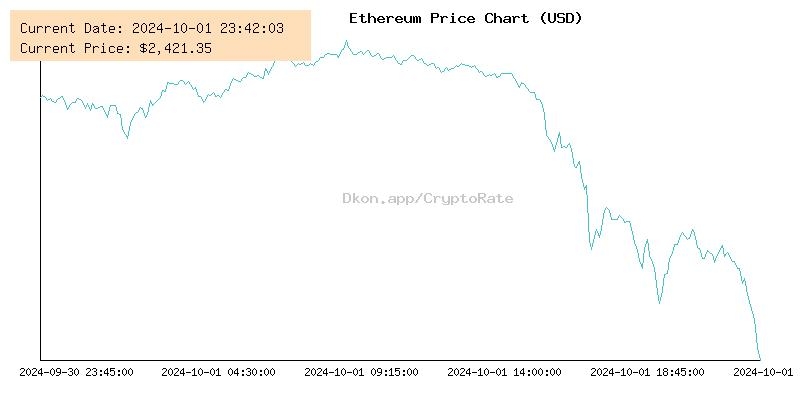 Ethereum Price Chart (USD)
Current Date: 2024-10-01 23:42:03
Current Price: $2,421.35
Dkon.app/CryptoRate
2024-09-30 23:45:00 2024-10-01 04:30:00 2024-10-01 09:15:00 2024-10-01 14:00:00 2024-10-01 18:45:00 2024-10-01